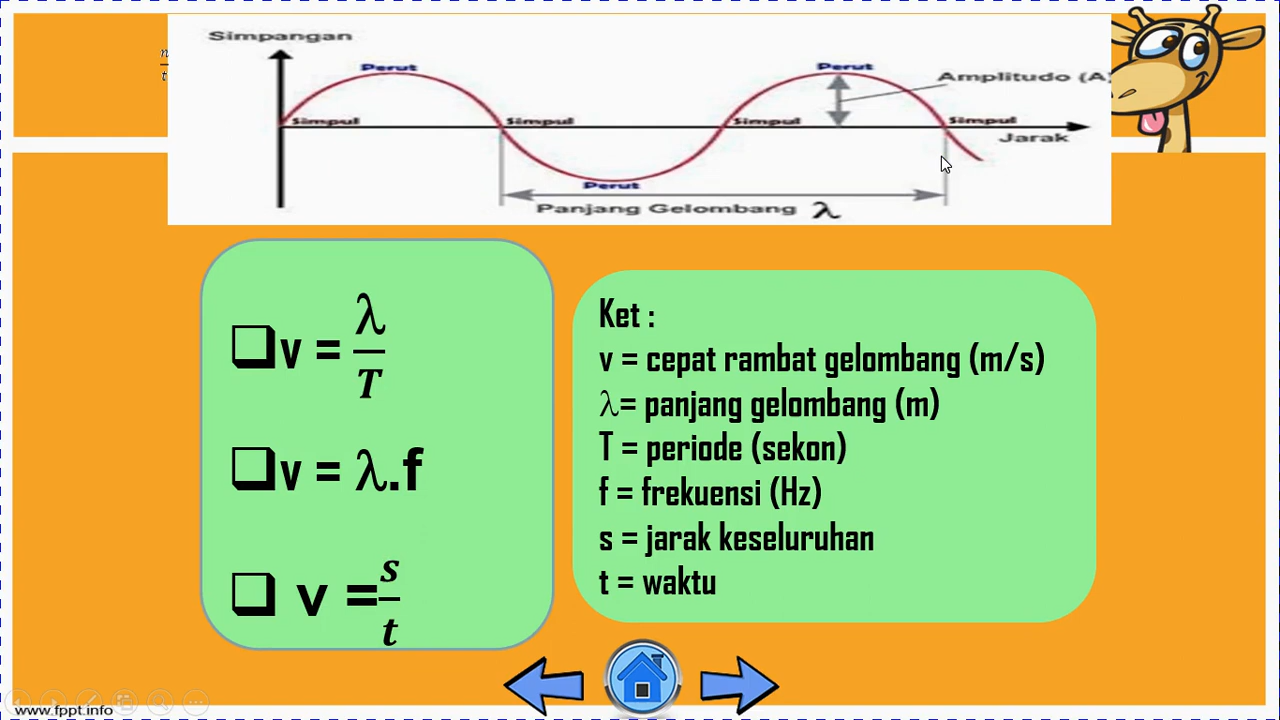 Simpangan
n
t
Perut
Perut
Amplitudo (A)
Simpul
Simpul
Simpul
Simpul
Jarak
Perut
Panjang Gelombang λ
v = λ/T
v = λ.f
v = s/t
Ket :
v = cepat rambat gelombang (m/s)
λ= panjang gelombang (m)
T = periode (sekon)
f = frekuensi (Hz)
s = jarak keseluruhan
t = waktu
www.fppt.info